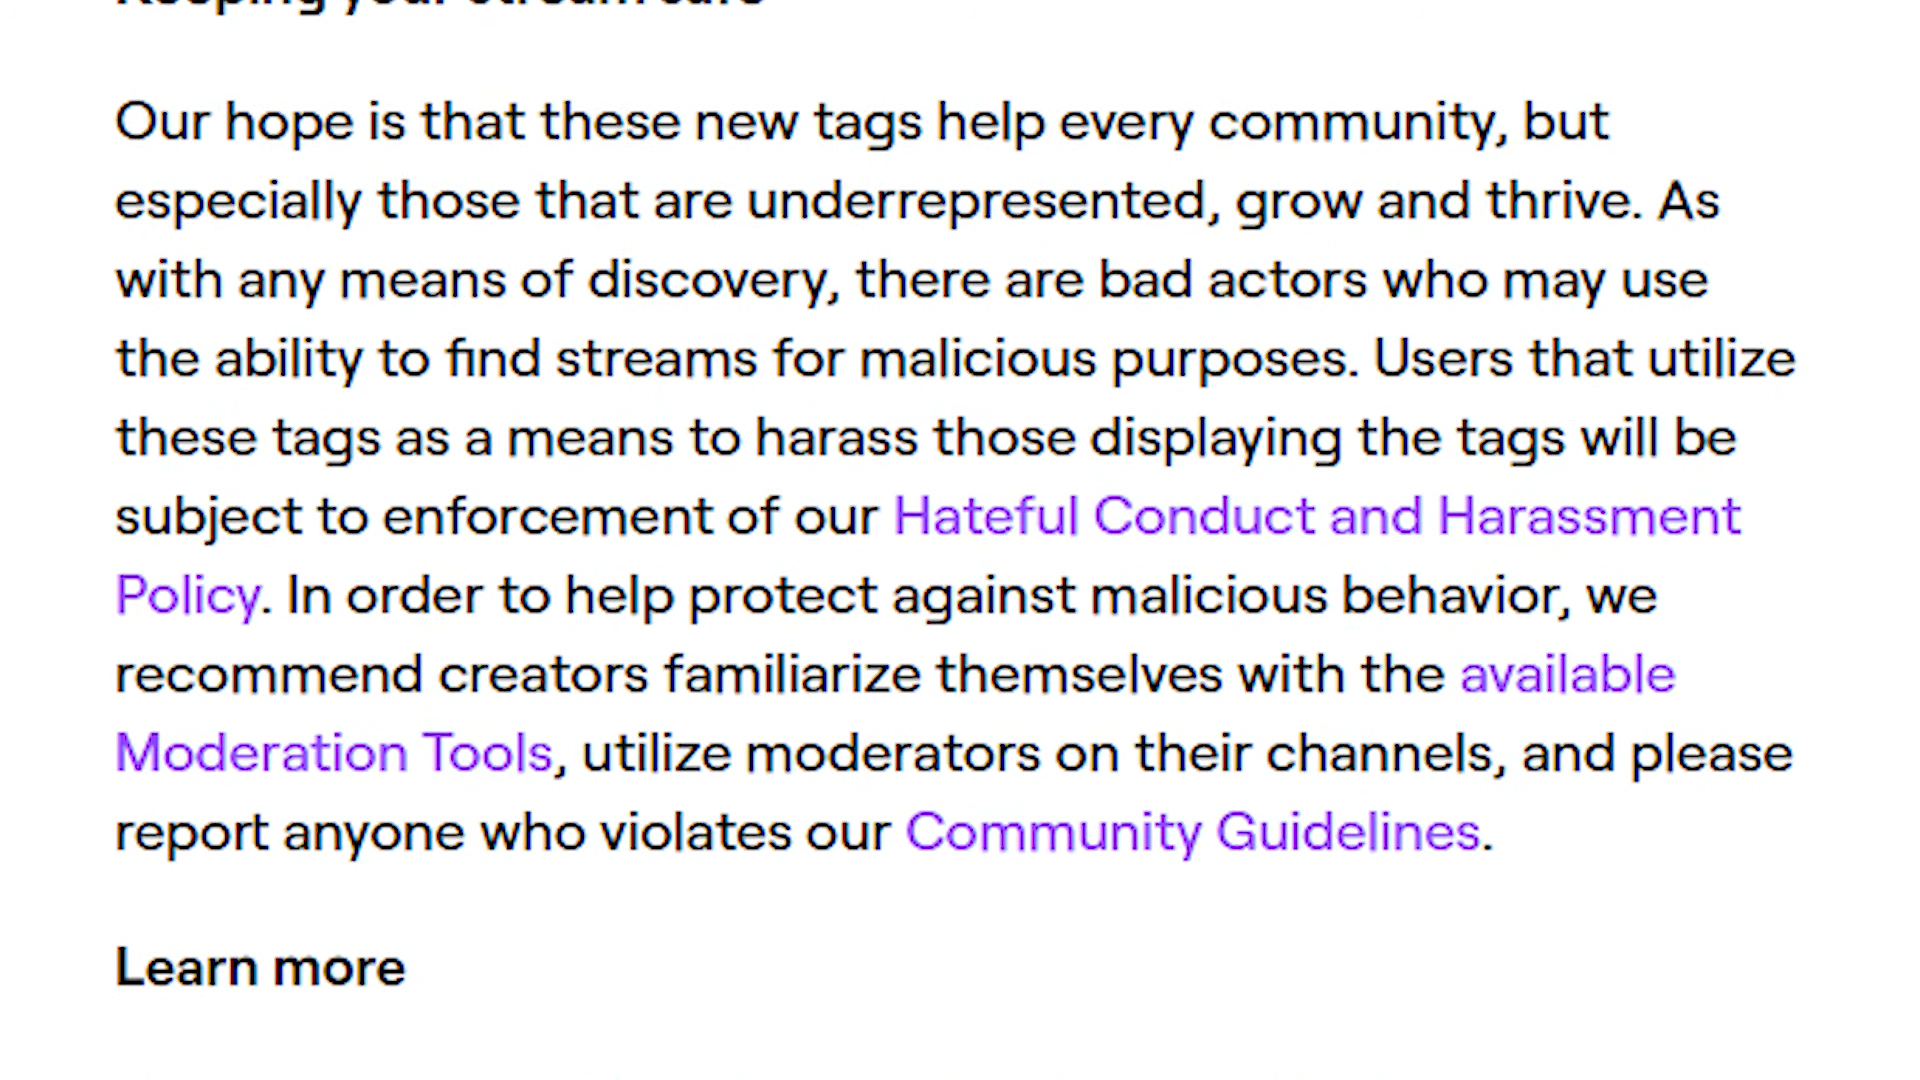 Keeping your stream safe
Our hope is that these new tags help every community, but
especially those that are underrepresented, grow and thrive. As
with any means of discovery, there are bad actors who may use
the ability to find streams for malicious purposes. Users that utilize
these tags as a means to harass those displaying the tags will be
subject to enforcement of our Hateful Conduct and Harassment
Policy. In order to help protect against malicious behavior, we
recommend creators familiarize themselves with the available
Moderation Tools, utilize moderators on their channels, and please
report anyone who violates our Community Guidelines.
Learn more